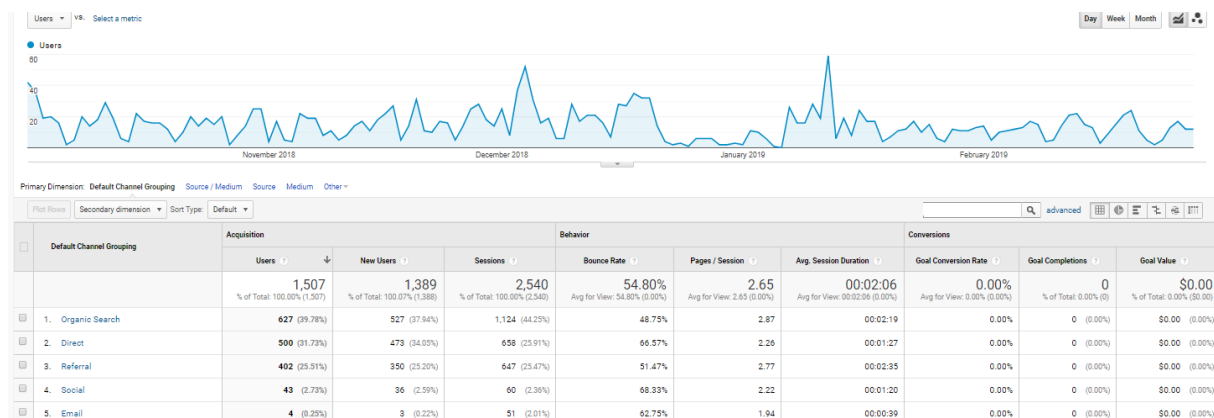 Users VS. Select a metric Day Week Month
Users
60
40
20
November 2018 December 2018 January 2019 February 2019
Primary Dimension: Default Channel Grouping Source / Medium Source Medium Other
Plot Rows Secondary dimension Sort Type: Default advanced
Default Channel Grouping Acquisition Behavior Conversions
Users ? New Users ? Sessions ? Bounce Rate ? Pages / Session ? Avg. Session Duration ? Goal Conversion Rate ? Goal Completions ? Goal Value ?
1,507 1,389 2,540 54.80% 2.65 00:02:06 0.00% 0 $0.00
% of Total: 100.00% (1,507) % of Total: 100.07% (1,388) % of Total: 100.00% (2,540) Avg for View: 54.80% (0.00%) Avg for View: 2.65 (0.00%) Avg for View: 00:02:06 (0.00%) Avg for View: 0.00% (0.00%) % of Total: 0.00% (0) % of Total: 0.00% ($0.00)
1. Organic Search 627 (39.78%) 527 (37.94%) 1,124 (44.25%) 48.75% 2.87 00:02:19 0.00% 0 (0.00%) $0.00 (0.00%)
2. Direct 500 (31.73%) 473 (34.05%) 658 (25.91%) 66.57% 2.26 00:01:27 0.00% 0 (0.00%) $0.00 (0.00%)
3. Referral 402 (25.51%) 350 (25.20%) 647 (25.47%) 51.47% 2.77 00:02:35 0.00% 0 (0.00%) $0.00 (0.00%)
4. Social 43 (2.73%) 36 (2.59%) 60 (2.36%) 68.33% 2.22 00:01:20 0.00% 0 (0.00%) $0.00 (0.00%)
5. Email 4 (0.25%) 3 (0.22%) 51 (2.01%) 62.75% 1.94 00:00:39 0.00% 0 (0.00%) $0.00 (0.00%)